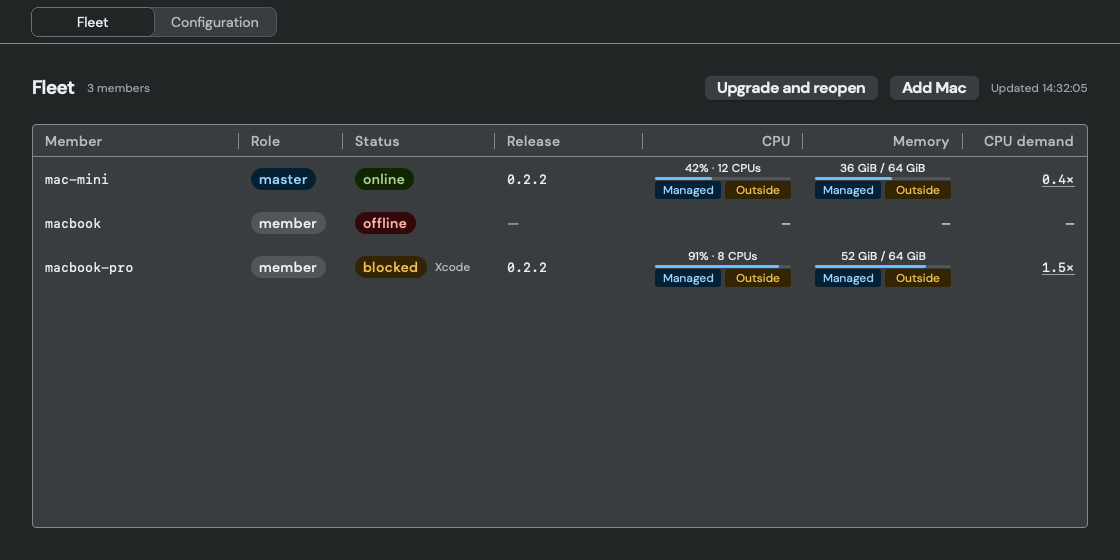 Fleet Configuration
Fleet 3 members Upgrade and reopen Add Mac Updated 14:32:05
Member Role Status Release CPU Memory CPU demand
mac-mini master online 0.2.2 42% · 12 CPUs 36 GiB / 64 GiB 0.4×
Managed Outside Managed Outside
macbook member offline — — — —
macbook-pro member blocked Xcode 0.2.2 91% · 8 CPUs 52 GiB / 64 GiB 1.5×
Managed Outside Managed Outside